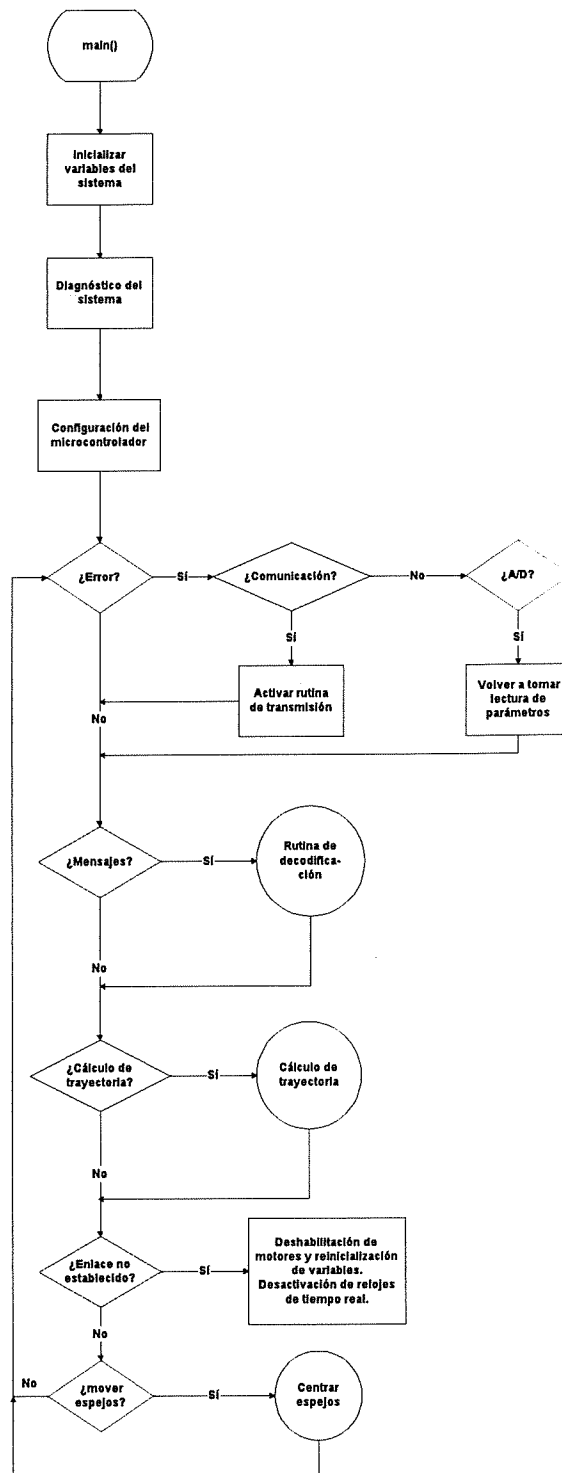 main()
Inicializar
variables del
sistema
Diagnóstico del
sistema
Configuración del
microcontrolador
¿Error?
Sí
¿Comunicación?
No
¿A/D?
Sí
Sí
Activar rutina
de transmisión
Volver a tomar
lectura de
parámetros
No
¿Mensajes?
Sí
Rutina de
decodifica-
ción
No
¿Cálculo de
trayectoria?
Sí
Cálculo de
trayectoria
No
¿Enlace no
establecido?
Sí
Deshabilitación de
motores y reinicialización
de variables.
Desactivación de relojes
de tiempo real.
No
No
¿mover
espejos?
Sí
Centrar
espejos